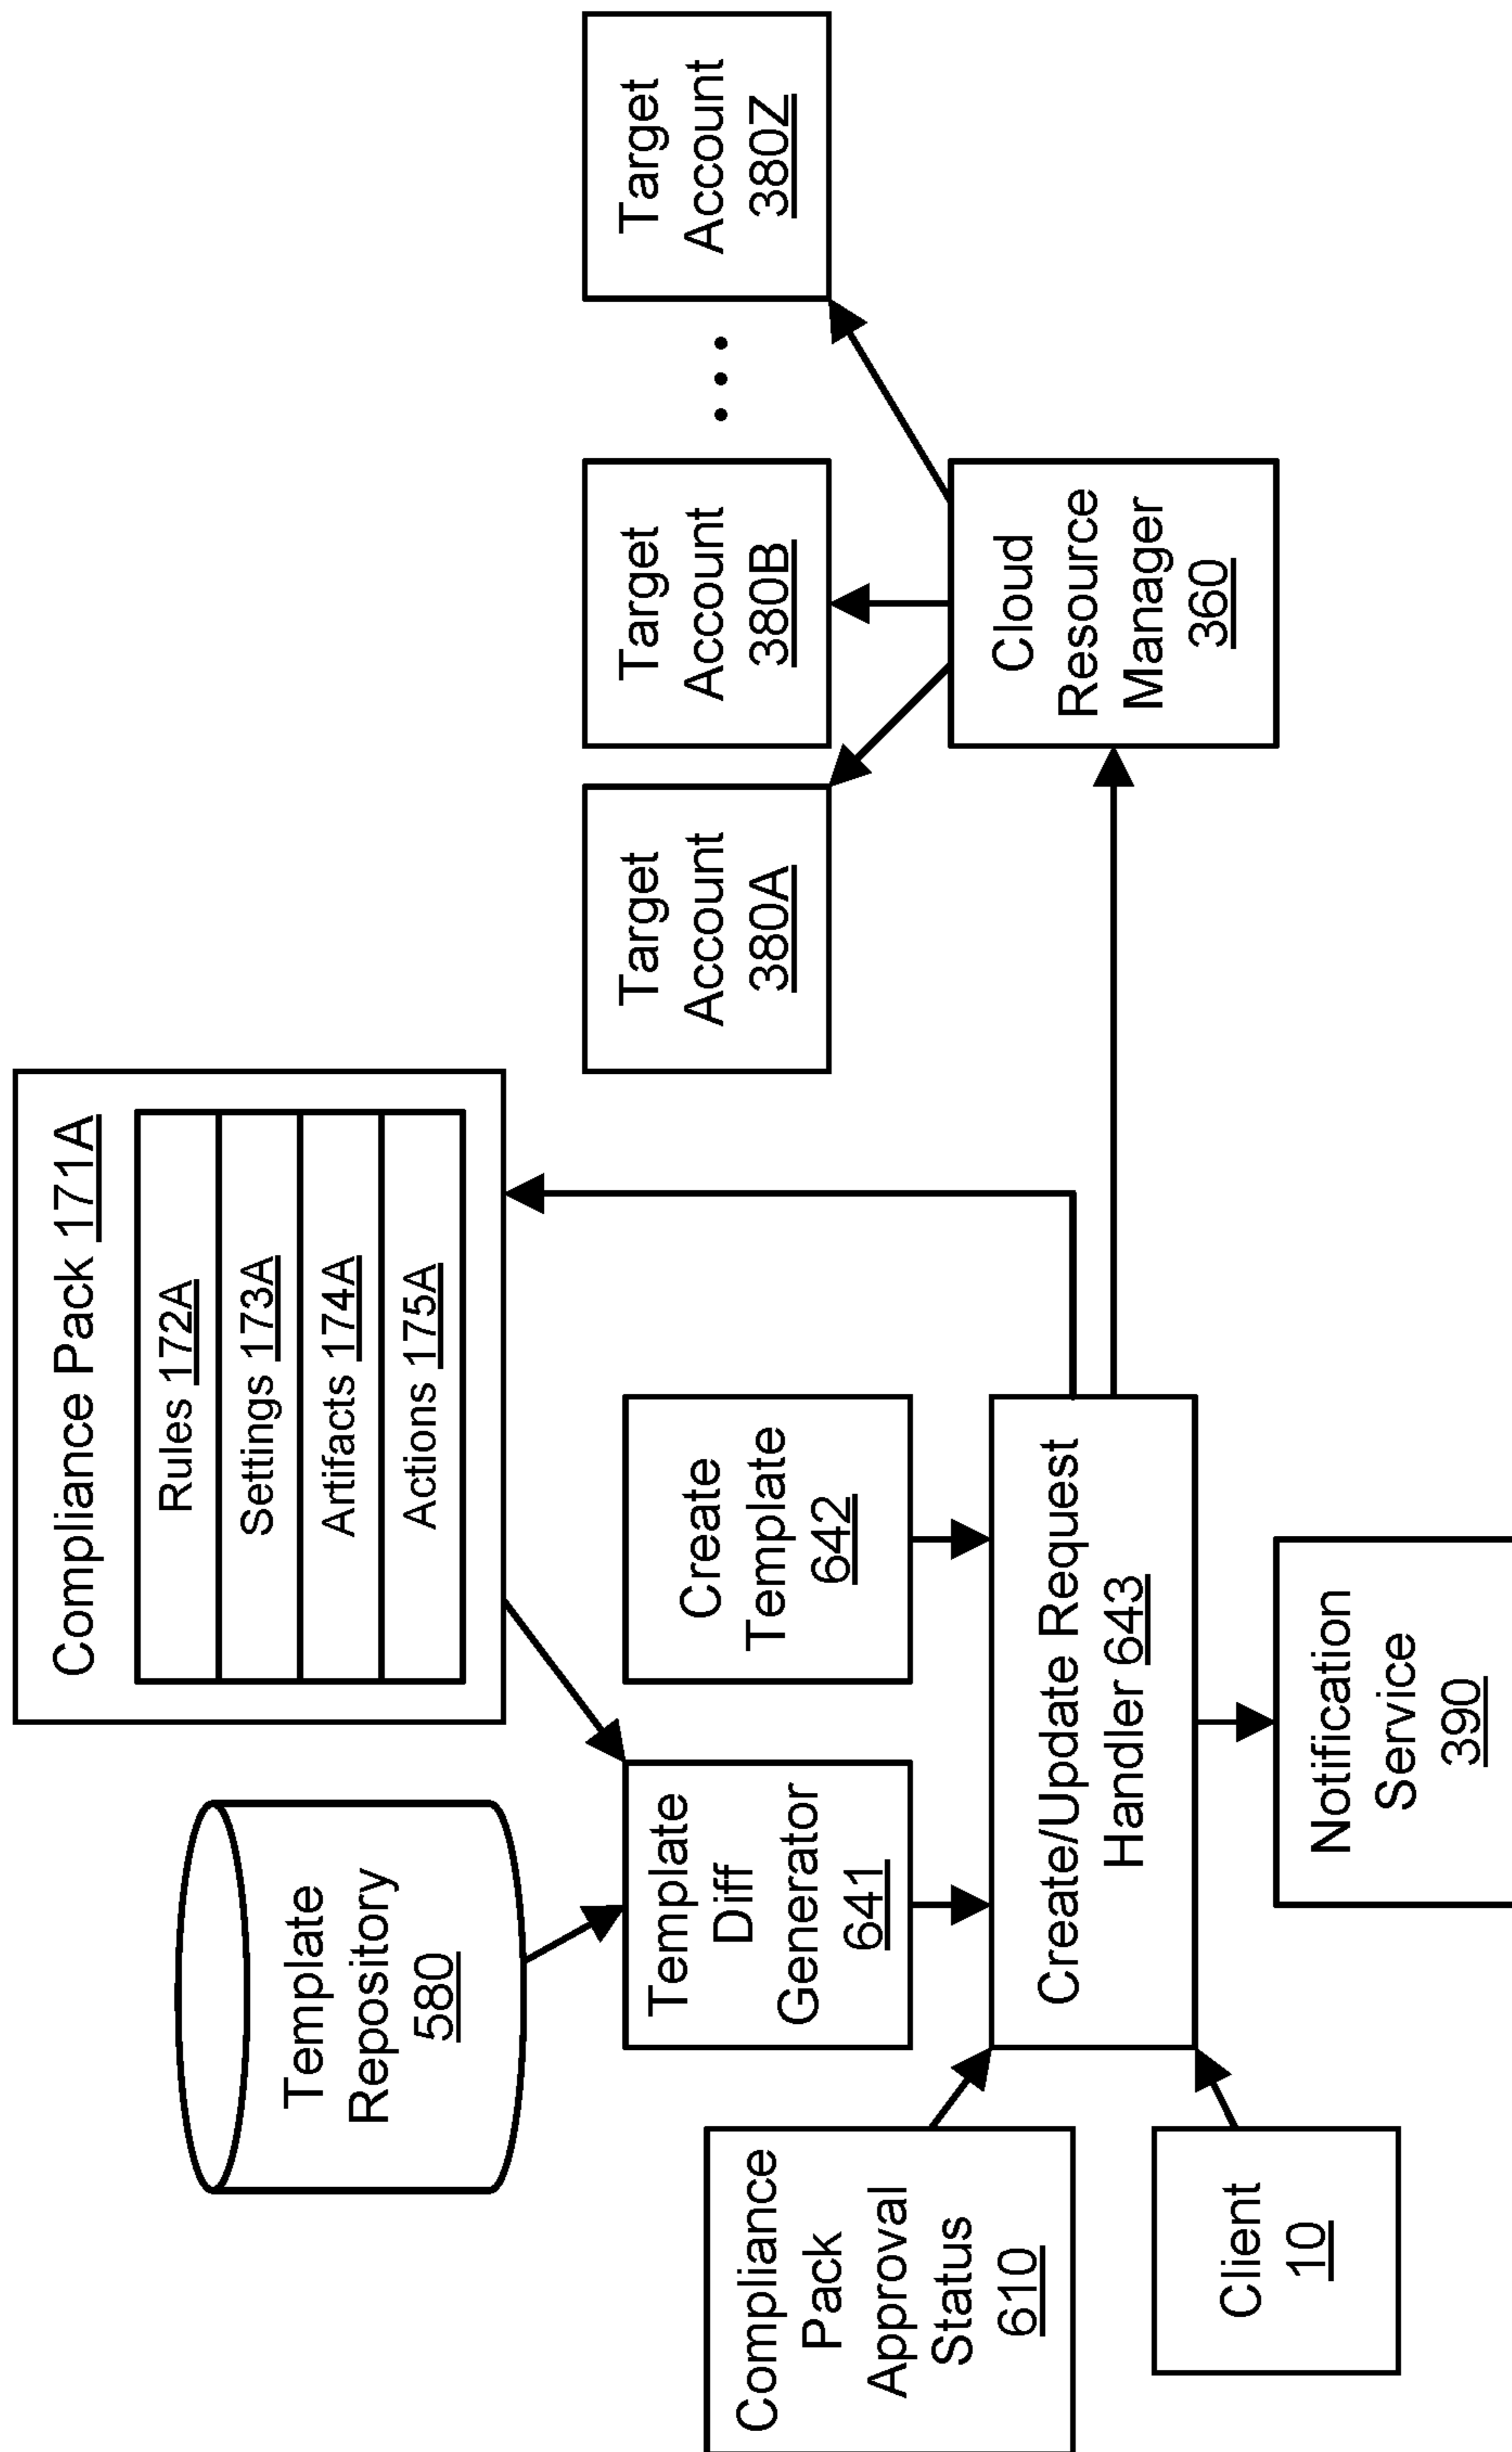 Compliance Pack 171A
Rules 172A
Settings 173A
Artifacts 174A
Actions 175A
Template
Repository
580
Template
Diff
Generator
641
Create
Template
642
Compliance
Pack
Approval
Status
610
Client
10
Create/Update Request
Handler 643
Notification
Service
390
Target
Account
380A
Target
Account
380B
Target
Account
380Z
Cloud
Resource
Manager
360